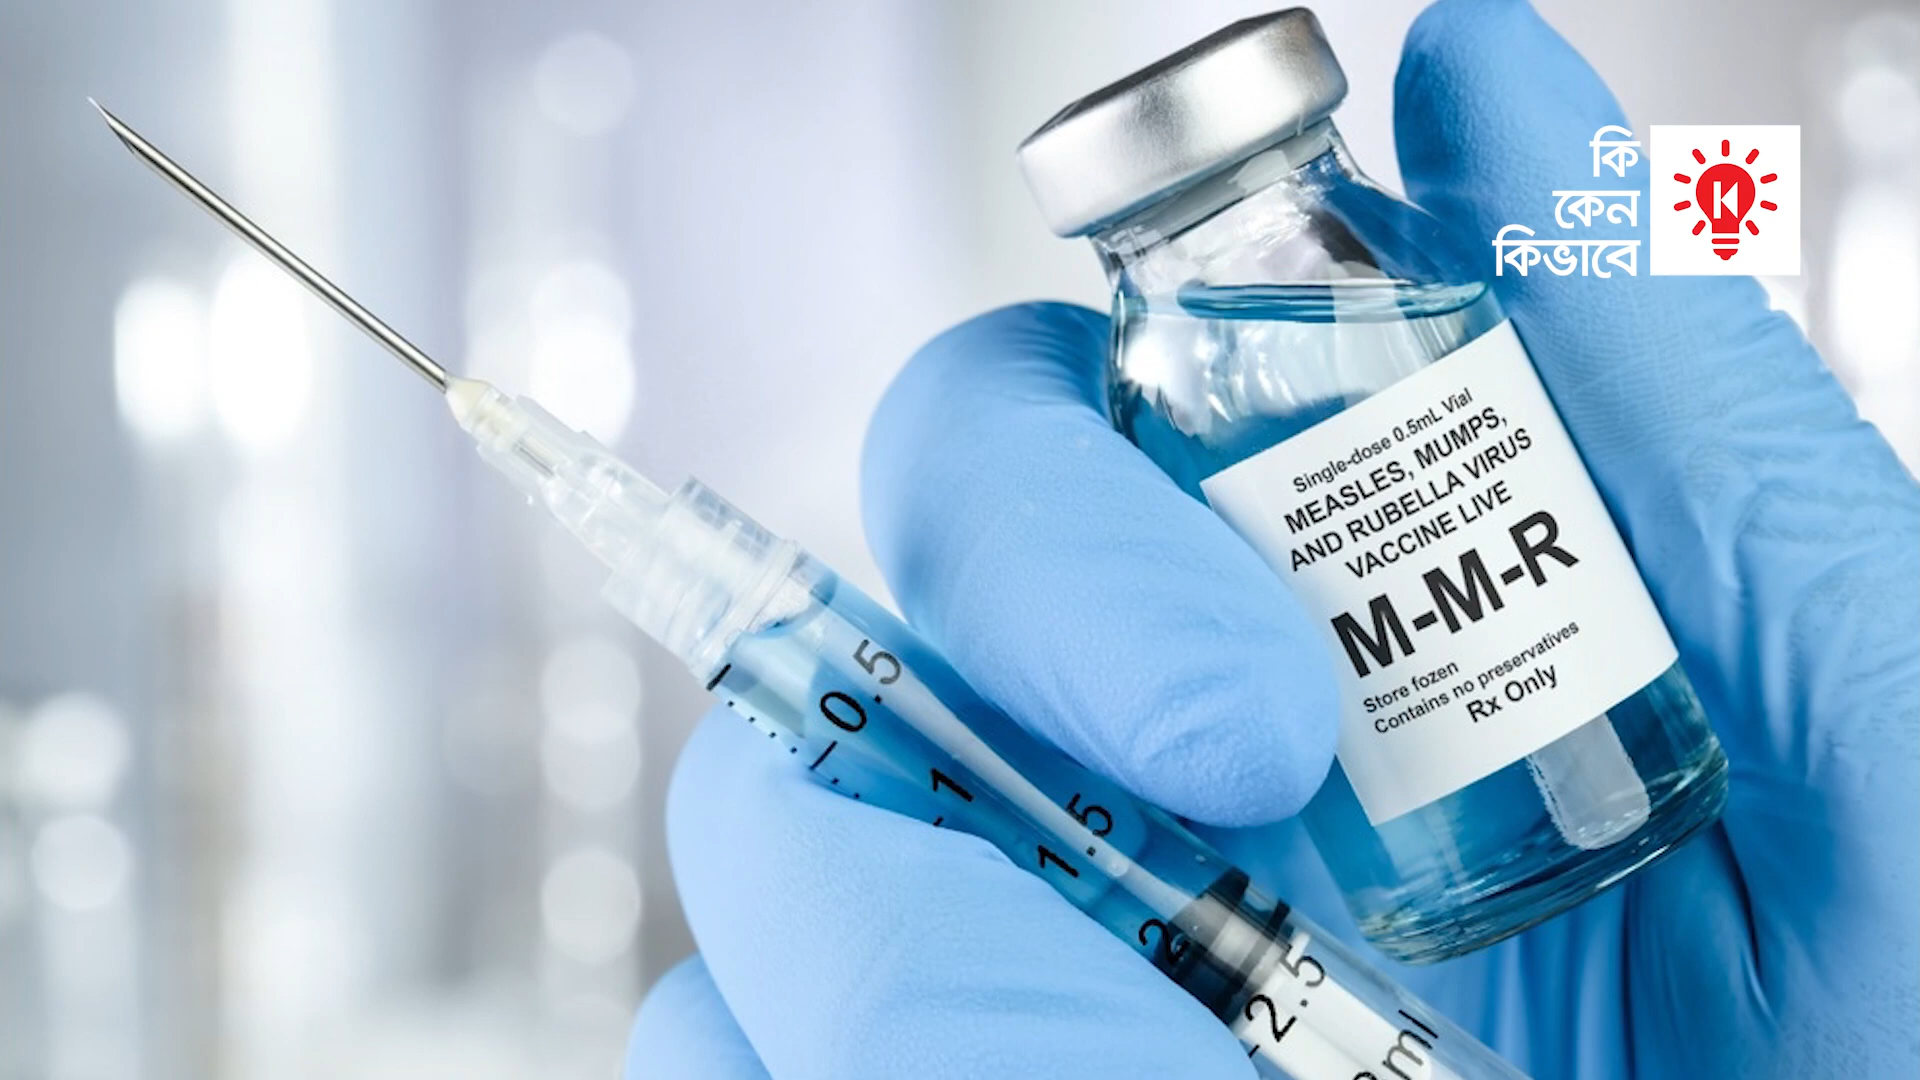 কি
কেন
কিভাবে
K
Single-dose 0.5mL Vial
MEASLES, MUMPS,
AND RUBELLA VIRUS
VACCINE LIVE
M-M-R
Store fozen
Contains no preservatives
Rx Only
0.5
1
1.5
2
2.5
ml